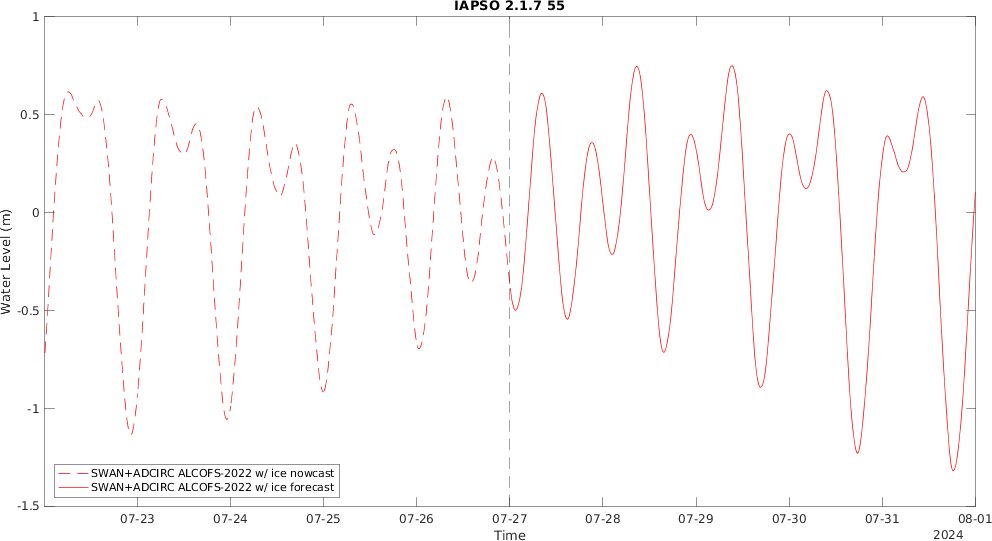 IAPSO 2.1.7 55
Water Level (m)
1
0.5
0
-0.5
-1
-1.5
SWAN+ADCIRC ALCOFS-2022 w/ ice nowcast
SWAN+ADCIRC ALCOFS-2022 w/ ice forecast
07-23 07-24 07-25 07-26 07-27 07-28 07-29 07-30 07-31 08-01
Time
2024